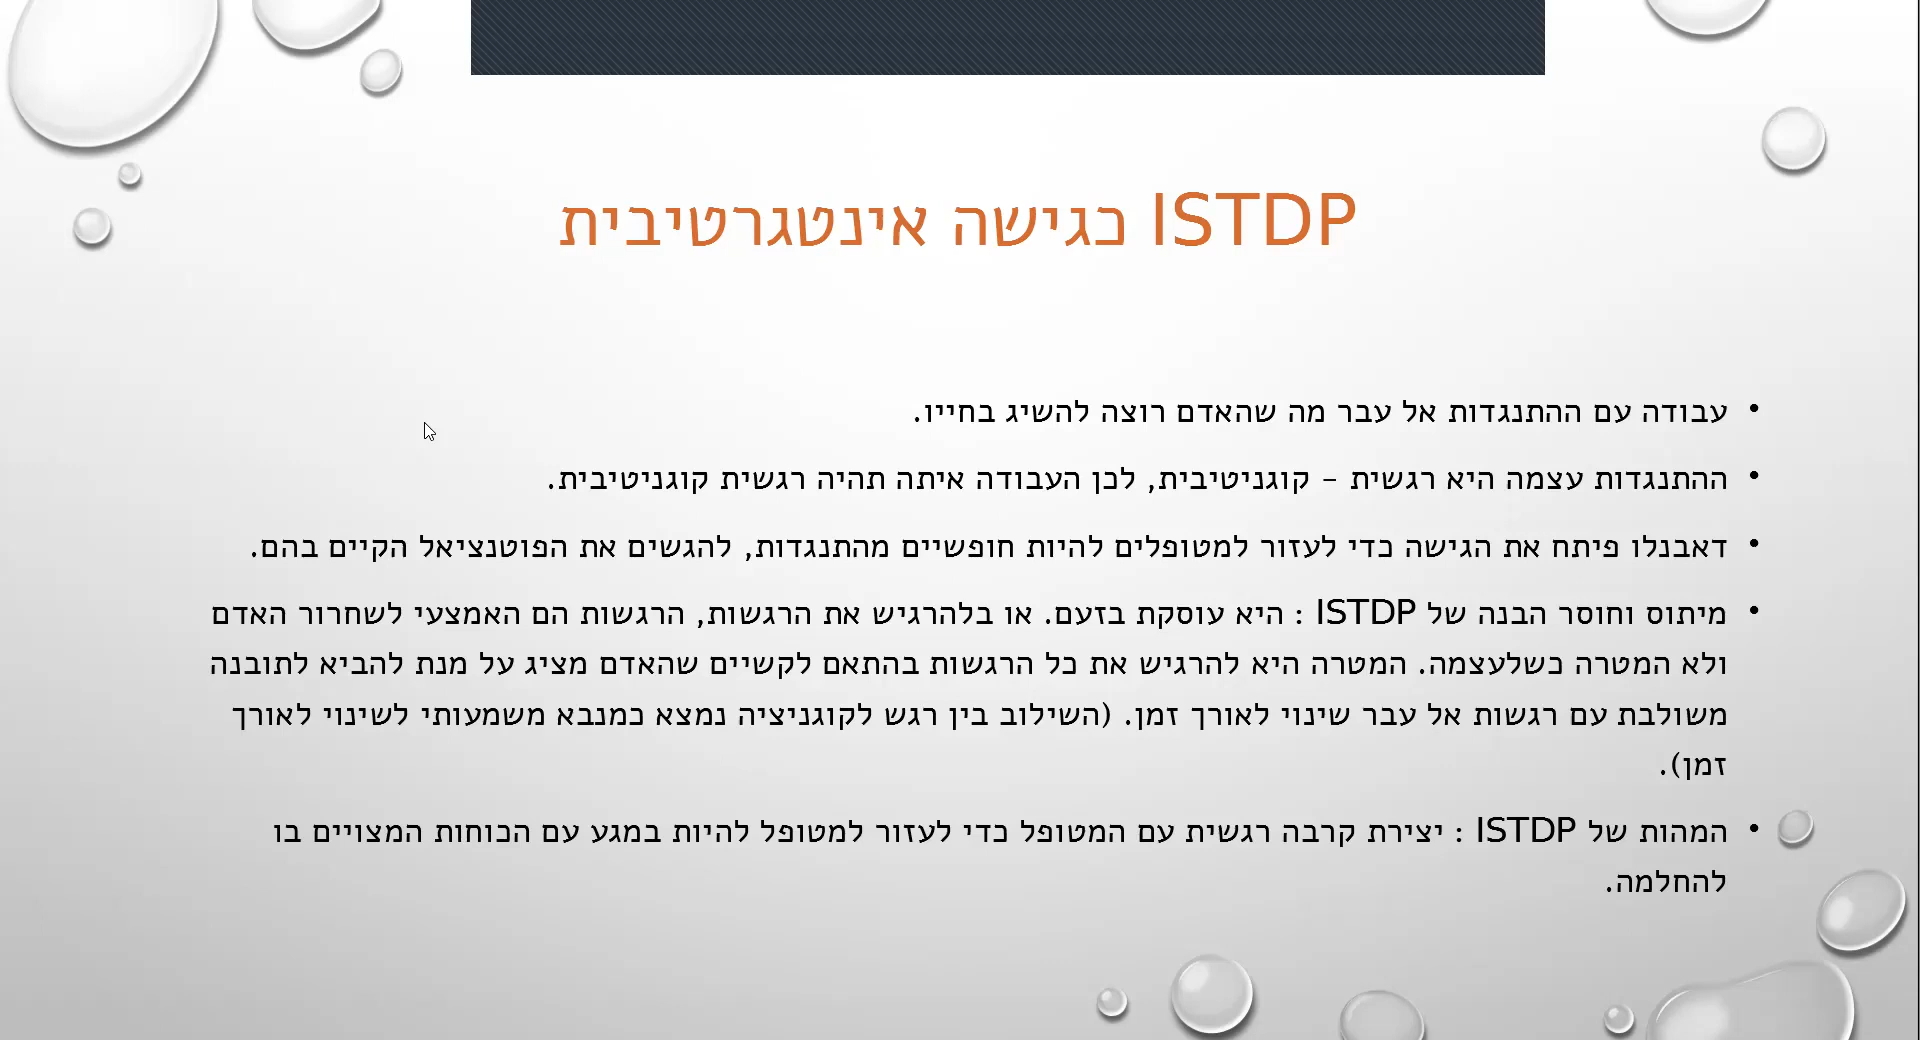 ISTDP כגישה אינטגרטיבית
• עבודה עם ההתנגדות אל עבר מה שהאדם רוצה להשיג בחייו.
• ההתנגדות עצמה היא רגשית – קוגניטיבית, לכן העבודה איתה תהיה רגשית קוגניטיבית.
• דאבנלו פיתח את הגישה כדי לעזור למטופלים להיות חופשיים מהתנגדות, להגשים את הפוטנציאל הקיים בהם.
• מיתוס וחוסר הבנה של ISTDP : היא עוסקת בזעם. או בלהרגיש את הרגשות, הרגשות הם האמצעי לשחרור האדם
ולא המטרה כשלעצמה. המטרה היא להרגיש את כל הרגשות בהתאם לקשיים שהאדם מציג על מנת להביא לתובנה
משולבת עם רגשות אל עבר שינוי לאורך זמן. (השילוב בין רגש לקוגניציה נמצא כמנבא משמעותי לשינוי לאורך
זמן).
• המהות של ISTDP : יצירת קרבה רגשית עם המטופל כדי לעזור למטופל להיות במגע עם הכוחות המצויים בו
להחלמה.